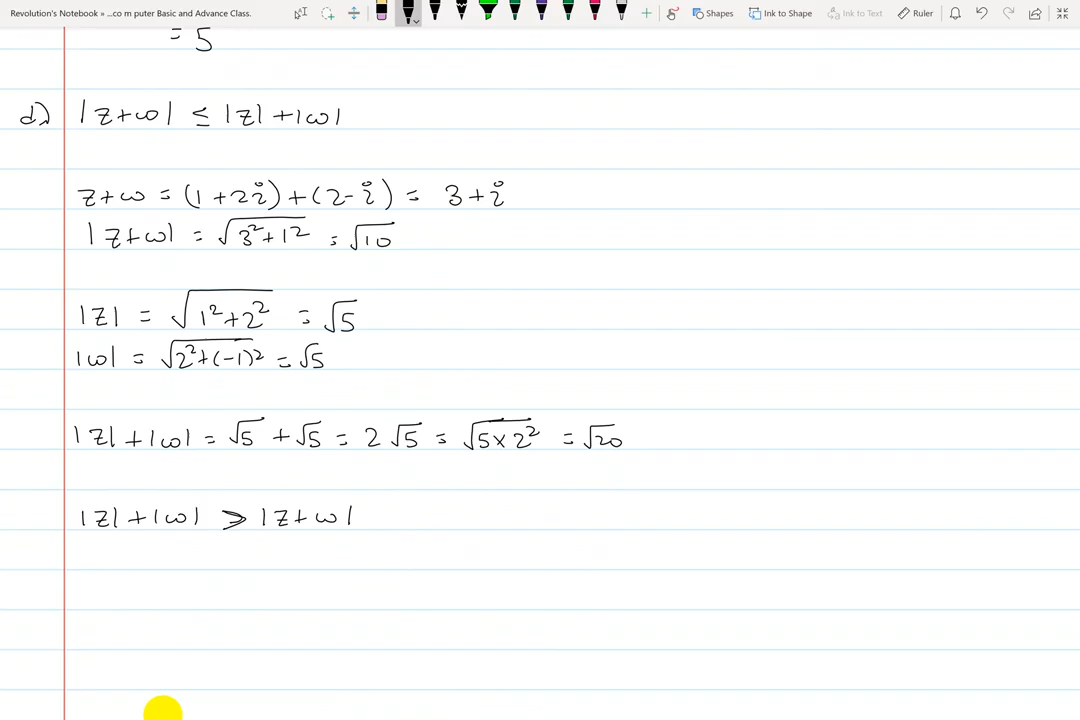 Revolution's Notebook » ...co m puter Basic and Advance Class.
Shapes
Ink to Shape
Ink to Text
Ruler
= 5
d) |z+ω| ≤ |z| + |ω|
z+ω = (1+2i)+(2-i) = 3+i
|z+ω| = √(3²+1²) = √10
|z| = √(1²+2²) = √5
|ω| = √(2²+(-1)²) = √5
|z| + |ω| = √5 + √5 = 2√5 = √(5×2²) = √20
|z| + |ω| > |z+ω|